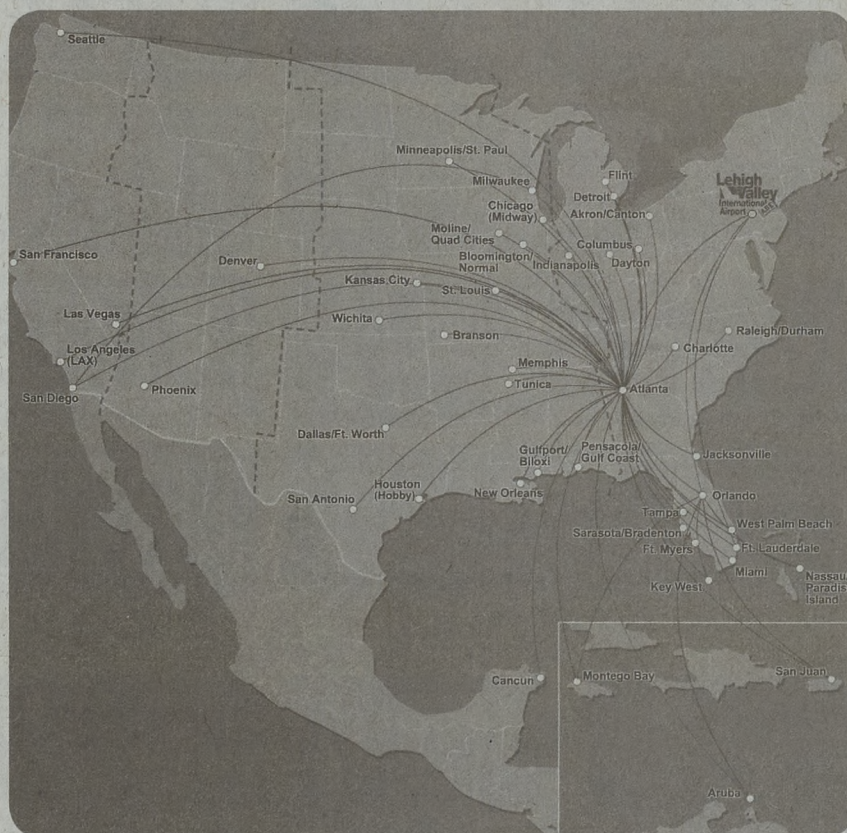 Seattle
Minneapolis/St. Paul
Milwaukee
Flint
Detroit
Lehigh
Valley
International
Airport
Chicago
(Midway)
Akron/Canton
Moline/
Quad Cities
Columbus
San Francisco
Denver
Bloomington/
Normal
Indianapolis
Dayton
Kansas City
St. Louis
Las Vegas
Wichita
Branson
Raleigh/Durham
Los Angeles
(LAX)
Charlotte
Memphis
San Diego
Phoenix
Tunica
Atlanta
Dallas/Ft. Worth
Gulfport/
Biloxi
Pensacola/
Gulf Coast
Jacksonville
Houston
(Hobby)
New Orleans
San Antonio
Orlando
Tampa
West Palm Beach
Sarasota/Bradenton
Ft. Myers
Ft. Lauderdale
Miami
Key West
Nassau
Paradis
Island
Cancun
Montego Bay
San Juan
Aruba